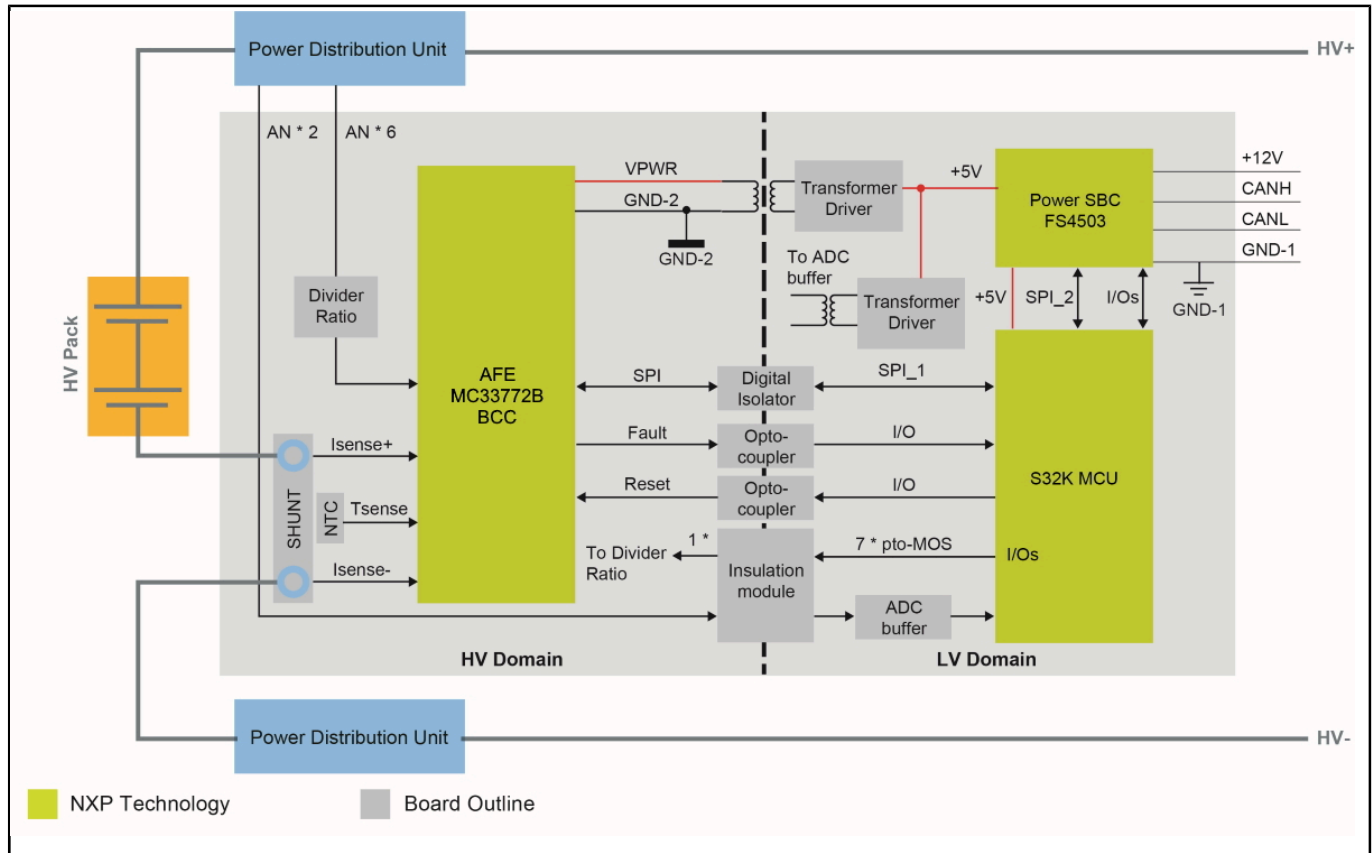 Power Distribution Unit
HV+
AN * 2
AN * 6
VPWR
GND-2
GND-2
Transformer
Driver
+5V
Power SBC
FS4503
+12V
CANH
CANL
GND-1
GND-1
To ADC
buffer
Transformer
Driver
+5V
SPI_2
I/Os
Divider
Ratio
HV Pack
AFE
MC33772B
BCC
SPI
Digital
Isolator
SPI_1
Fault
Opto-
coupler
I/O
Reset
Opto-
coupler
I/O
S32K MCU
SHUNT
Isense+
NTC
Tsense
Isense-
1 *
To Divider
Ratio
Insulation
module
7 * pto-MOS
I/Os
ADC
buffer
HV Domain
LV Domain
Power Distribution Unit
HV-
NXP Technology
Board Outline